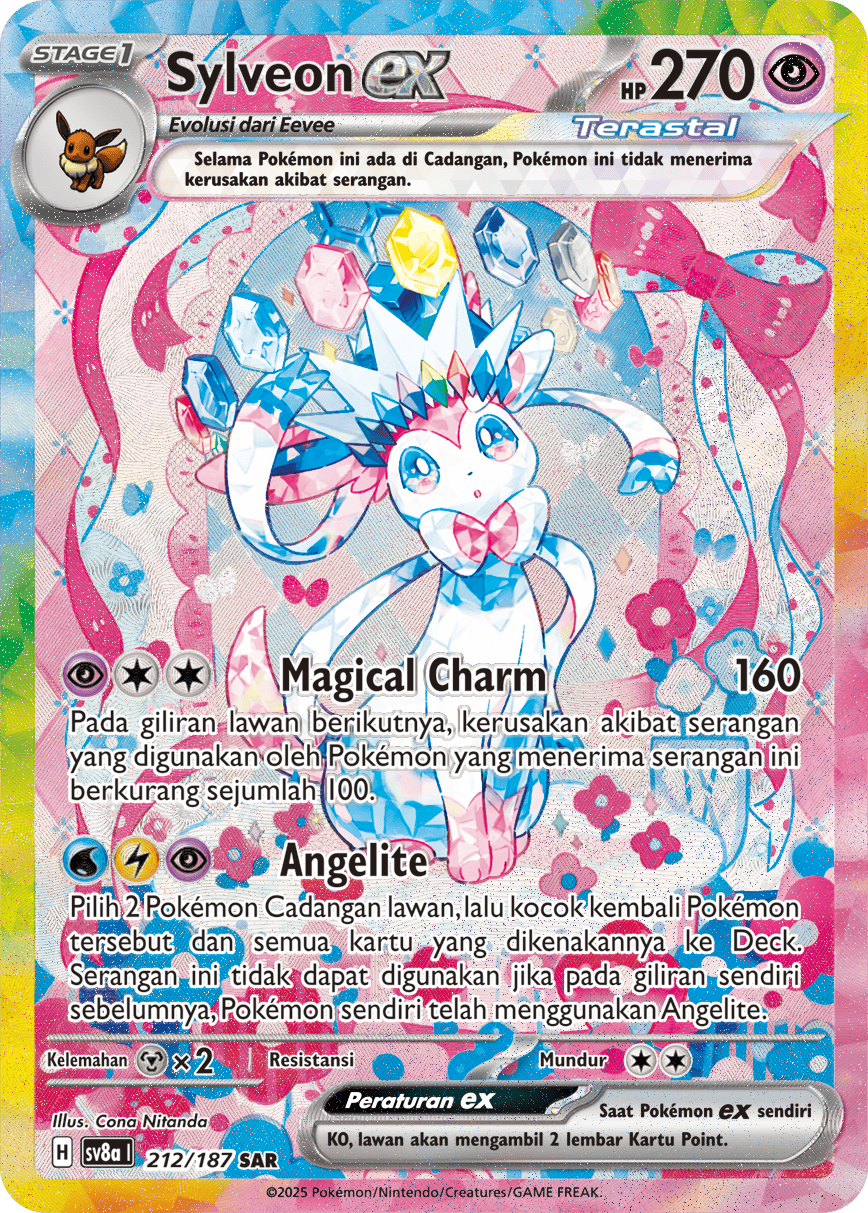 STAGE1 Sylveon ex HP 270
Evolusi dari Eevee Terastal
Selama Pokémon ini ada di Cadangan, Pokémon ini tidak menerima
kerusakan akibat serangan.
Magical Charm 160
Pada giliran lawan berikutnya, kerusakan akibat serangan
yang digunakan oleh Pokémon yang menerima serangan ini
berkurang sejumlah 100.
Angelite
Pilih 2 Pokémon Cadangan lawan, lalu kocok kembali Pokémon
tersebut dan semua kartu yang dikenakannya ke Deck.
Serangan ini tidak dapat digunakan jika pada giliran sendiri
sebelumnya, Pokémon sendiri telah menggunakan Angelite.
Kelemahan ×2 Resistansi Mundur
Peraturan ex Saat Pokémon ex sendiri
KO, lawan akan mengambil 2 lembar Kartu Point.
Illus. Cona Nitanda
H sv8a I 212/187 SAR
©2025 Pokémon/Nintendo/Creatures/GAME FREAK.